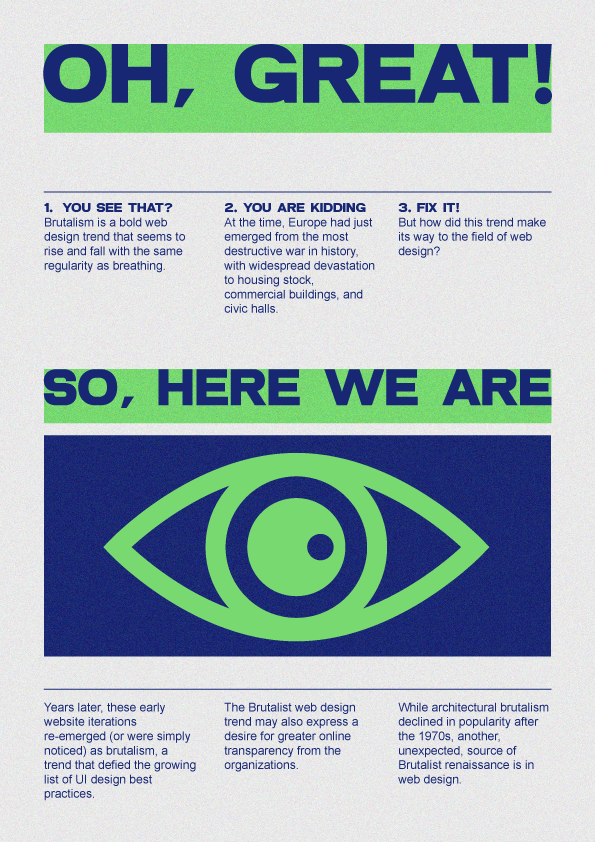 OH, GREAT!
1. YOU SEE THAT?
Brutalism is a bold web
design trend that seems to
rise and fall with the same
regularity as breathing.
2. YOU ARE KIDDING
At the time, Europe had just
emerged from the most
destructive war in history,
with widespread devastation
to housing stock,
commercial buildings, and
civic halls.
3. FIX IT!
But how did this trend make
its way to the field of web
design?
SO, HERE WE ARE
Years later, these early
website iterations
re-emerged (or were simply
noticed) as brutalism, a
trend that defied the growing
list of UI design best
practices.
The Brutalist web design
trend may also express a
desire for greater online
transparency from the
organizations.
While architectural brutalism
declined in popularity after
the 1970s, another,
unexpected, source of
Brutalist renaissance is in
web design.